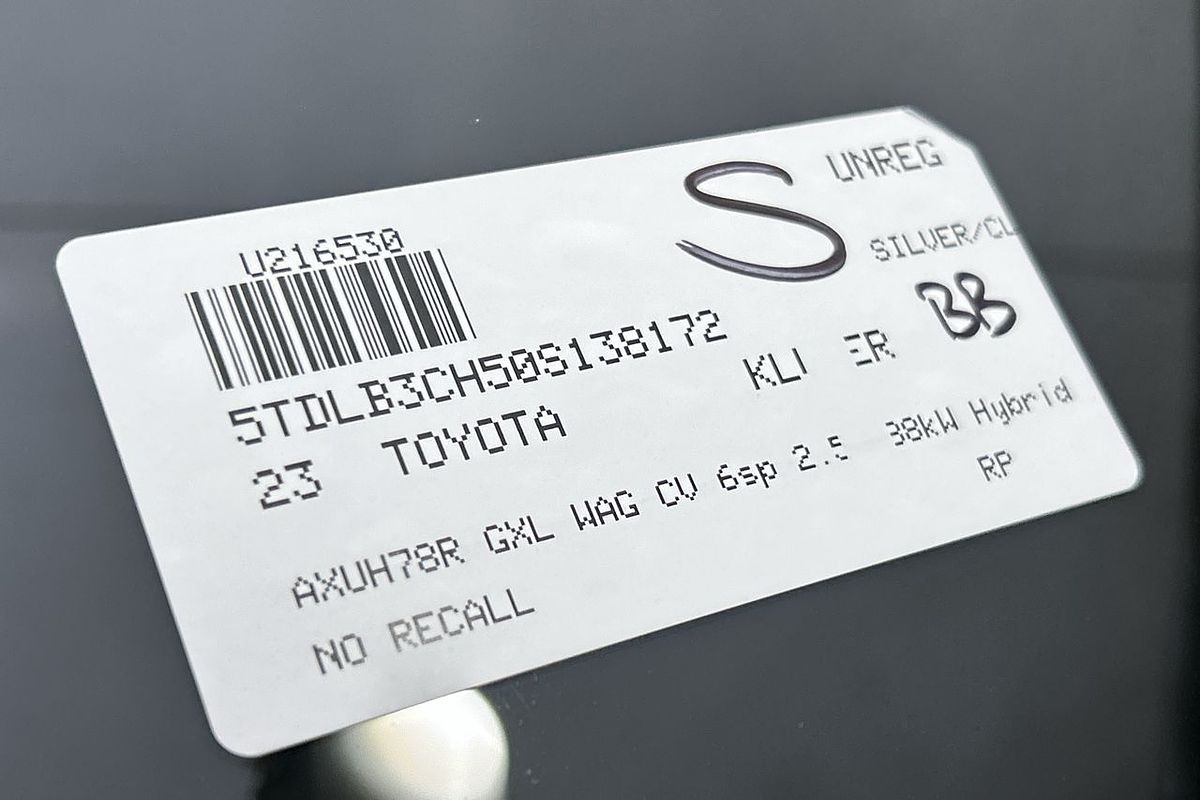 S UNREG
U216530
SILVER/CL
BB
5TDLB3CH50S138172
23 TOYOTA KLU ER
AXUH78R GXL WAG CV 6sp 2.5 38kW Hybrid
NO RECALL RP